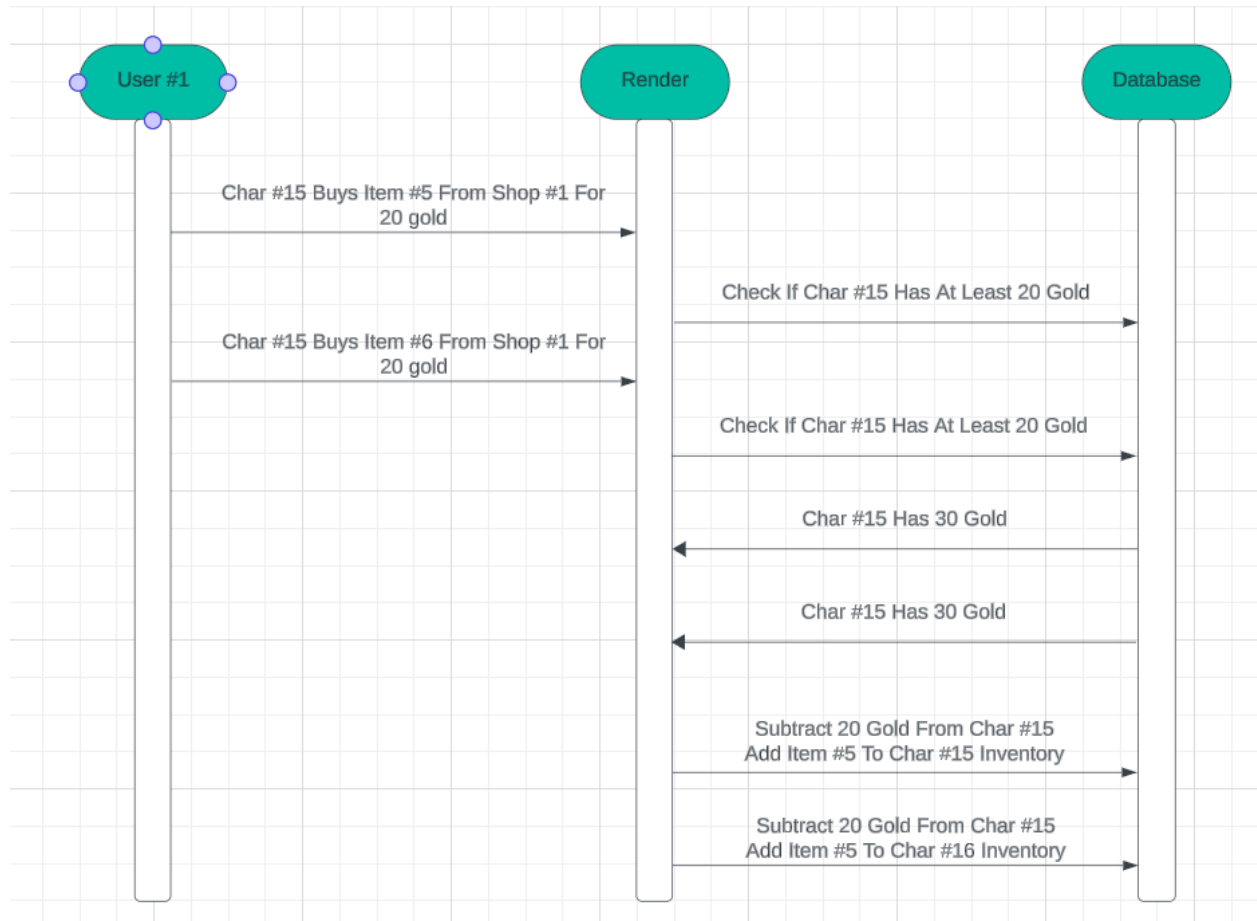 User #1
Render
Database
Char #15 Buys Item #5 From Shop #1 For
20 gold
Check If Char #15 Has At Least 20 Gold
Char #15 Buys Item #6 From Shop #1 For
20 gold
Check If Char #15 Has At Least 20 Gold
Char #15 Has 30 Gold
Char #15 Has 30 Gold
Subtract 20 Gold From Char #15
Add Item #5 To Char #15 Inventory
Subtract 20 Gold From Char #15
Add Item #5 To Char #16 Inventory